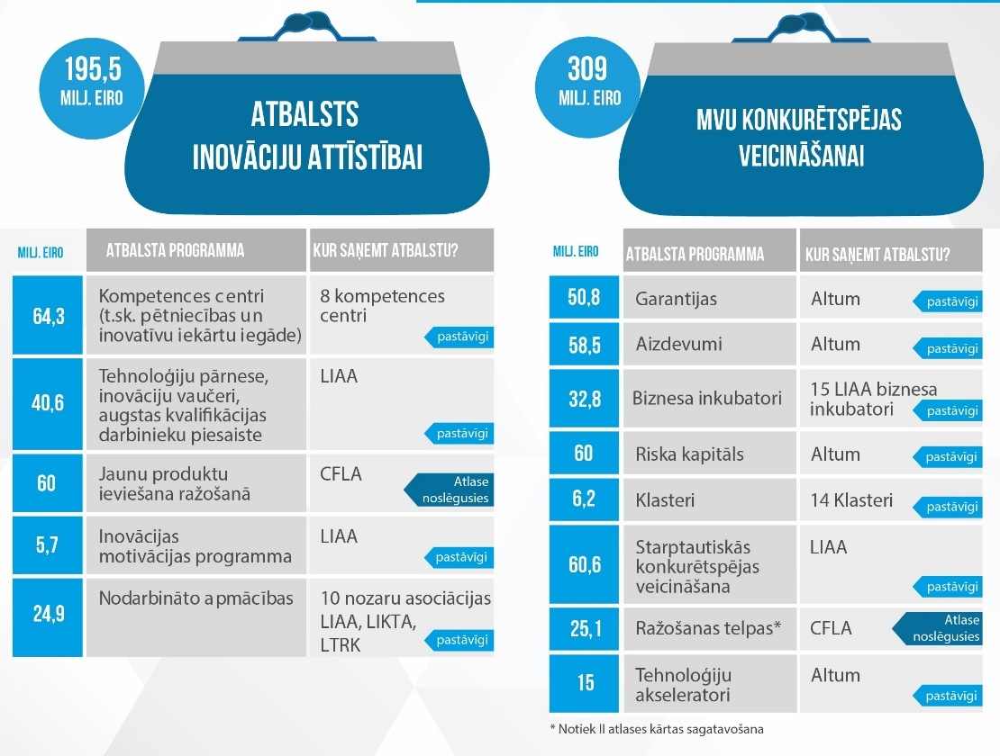 195,5
MILJ. EIRO
ATBALSTS
INOVĀCIJU ATTĪSTĪBAI
MILJ. EIRO
ATBALSTA PROGRAMMA
KUR SAŅEMT ATBALSTU?
64,3
Kompetences centri
(t.sk. pētniecības un
inovatīvu iekārtu iegāde)
8 kompetences
centri
pastāvīgi
40,6
Tehnoloģiju pārnese,
inovāciju vaučeri,
augstas kvalifikācijas
darbinieku piesaiste
LIAA
pastāvīgi
60
Jaunu produktu
ieviešana ražošanā
CFLA
Atlase
noslēgusies
5,7
Inovācijas
motivācijas programma
LIAA
pastāvīgi
24,9
Nodarbināto apmācības
10 nozaru asociācijas
LIAA, LIKTA,
LTRK
pastāvīgi
309
MILJ. EIRO
MVU KONKURĒTSPĒJAS
VEICINĀŠANAI
MILJ. EIRO
ATBALSTA PROGRAMMA
KUR SAŅEMT ATBALSTU?
50,8
Garantijas
Altum
pastāvīgi
58,5
Aizdevumi
Altum
pastāvīgi
32,8
Biznesa inkubatori
15 LIAA biznesa
inkubatori
pastāvīgi
60
Riska kapitāls
Altum
pastāvīgi
6,2
Klasteri
14 Klasteri
pastāvīgi
60,6
Starptautiskās
konkurētspējas
veicināšana
LIAA
pastāvīgi
25,1
Ražošanas telpas*
CFLA
Atlase
noslēgusies
15
Tehnoloģiju
akseleratori
Altum
pastāvīgi
* Notiek II atlases kārtas sagatavošana